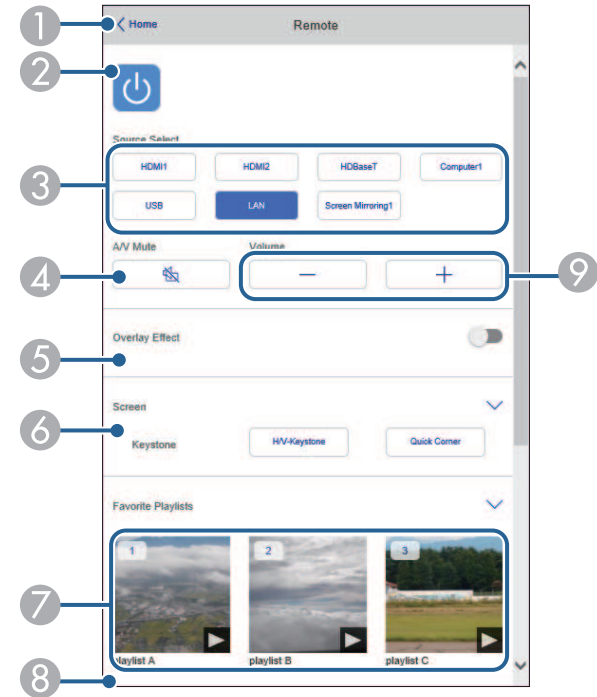 1 Home Remote
2
Source Select
3 HDMI1 HDMI2 HDBaseT Computer1
USB LAN Screen Mirroring1
A/V Mute Volume
4 − + 9
Overlay Effect
5
Screen
6 Keystone H/V-Keystone Quick Corner
Favorite Playlists
1 2 3
7
playlist A playlist B playlist C
8